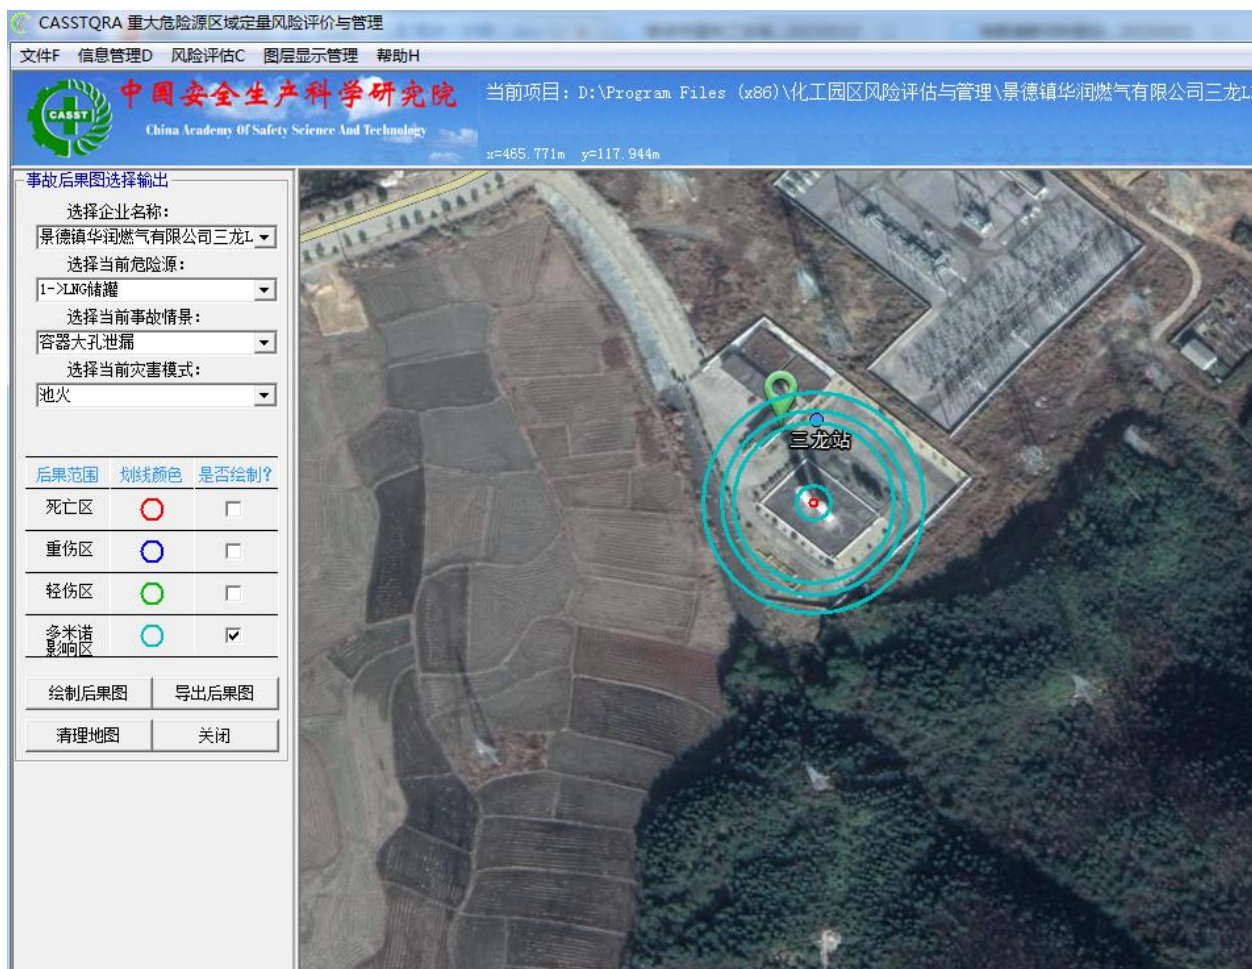 CASSTQRA 重大危险源区域定量风险评价与管理
文件F 信息管理D 风险评估C 图层显示管理 帮助H
CASST
中国安全生产科学研究院
China Academy Of Safety Science And Technology
当前项目：D:\Program Files (x86)\化工园区风险评估与管理\景德镇华润燃气有限公司三龙L
x=465.771m y=117.944m
事故后果图选择输出
选择企业名称：
景德镇华润燃气有限公司三龙L
选择当前危险源：
1->LNG储罐
选择当前事故情景：
容器大孔泄漏
选择当前灾害模式：
池火
后果范围 划线颜色 是否绘制?
死亡区
重伤区
轻伤区
多米诺
影响区
绘制后果图 导出后果图
清理地图 关闭
三龙站